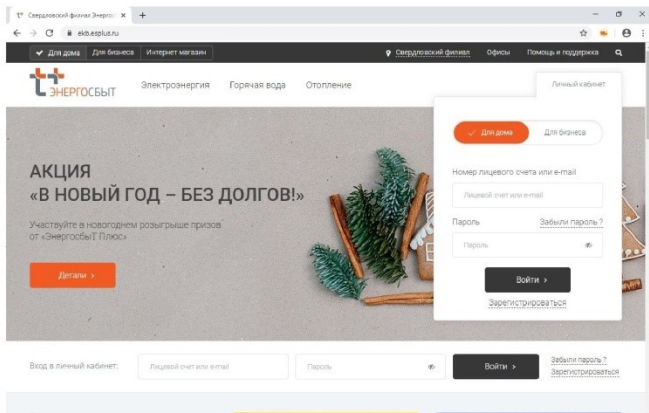 Свердловский филиал Энергос
ekb.esplus.ru
Для дома Для бизнеса Интернет магазин Свердловский филиал Офисы Помощь и поддержка
t+
ЭНЕРГОСБЫТ
Электроэнергия Горячая вода Отопление Личный кабинет
Для дома Для бизнеса
АКЦИЯ
«В НОВЫЙ ГОД – БЕЗ ДОЛГОВ!»
Участвуйте в новогоднем розыгрыше призов
от «ЭнергосбыТ Плюс»
Детали
Номер лицевого счета или e-mail
Лицевой счет или e-mail
Пароль Забыли пароль ?
Пароль
Войти
Зарегистрироваться
Вход в личный кабинет: Лицевой счет или e-mail Пароль Войти Забыли пароль ?
Зарегистрироваться